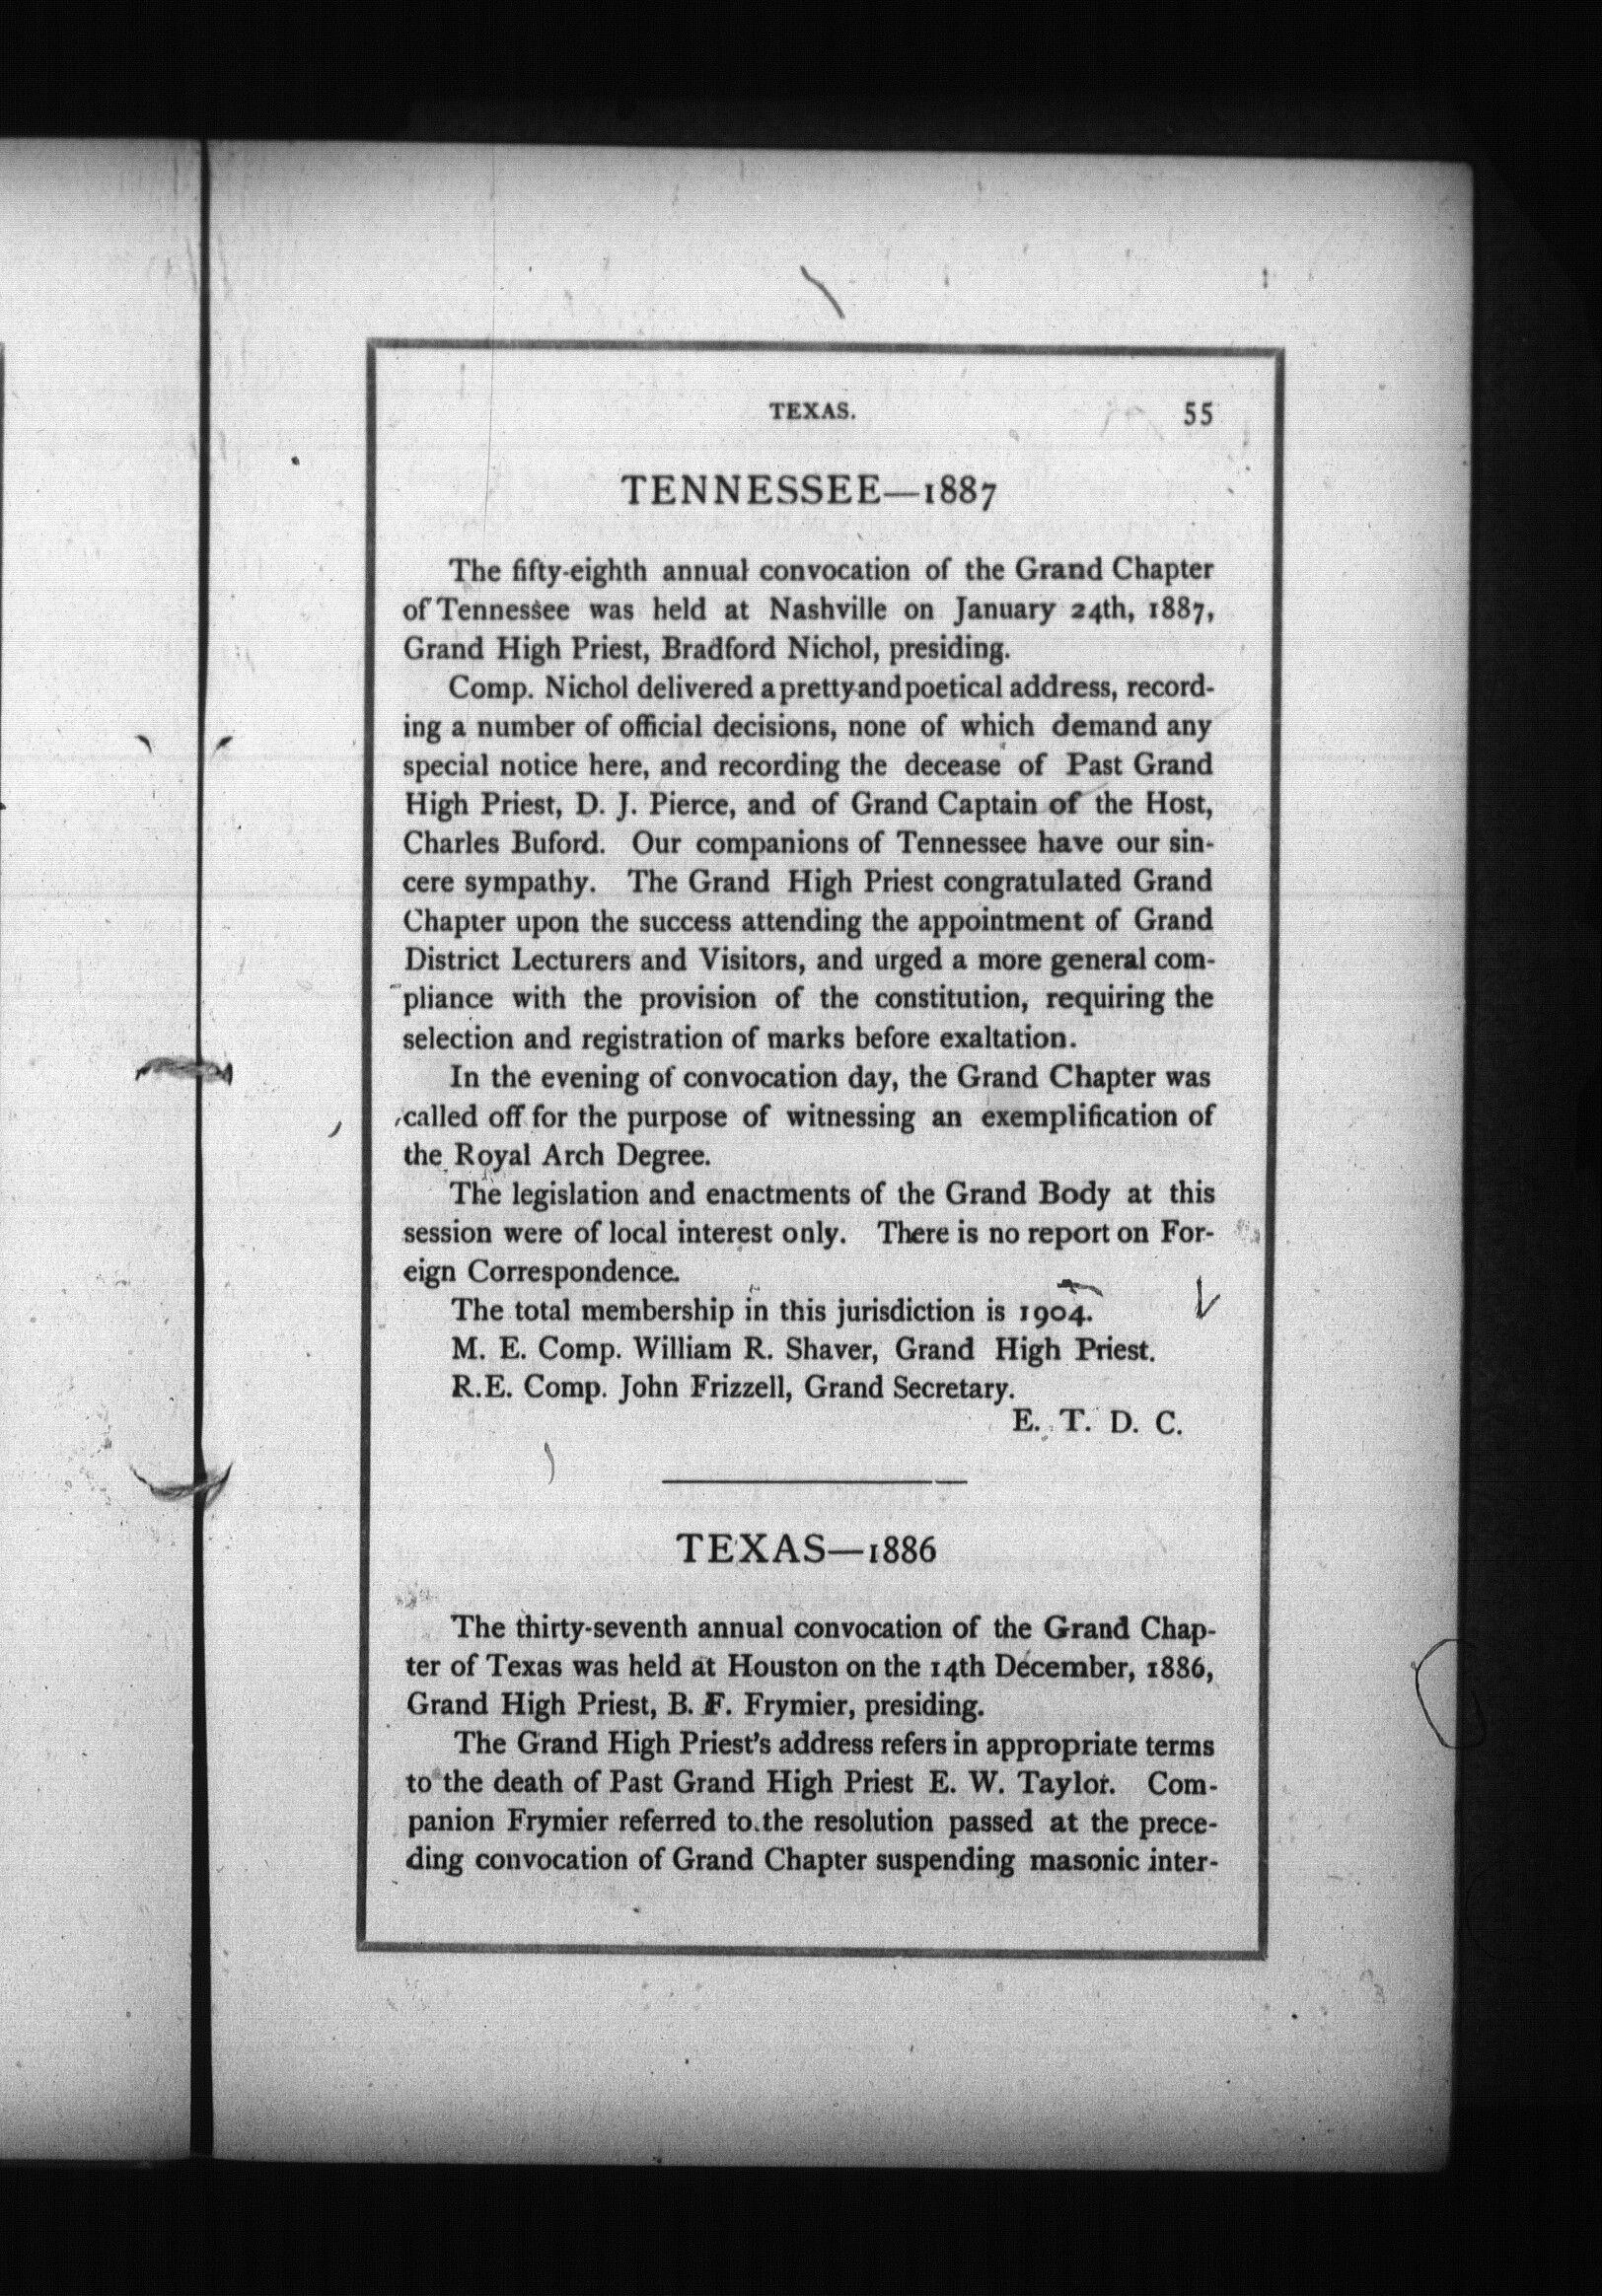 TEXAS. 55
TENNESSEE—1887
The fifty-eighth annual convocation of the Grand Chapter
of Tennessee was held at Nashville on January 24th, 1887,
Grand High Priest, Bradford Nichol, presiding.
Comp. Nichol delivered a pretty and poetical address, record-
ing a number of official decisions, none of which demand any
special notice here, and recording the decease of Past Grand
High Priest, D. J. Pierce, and of Grand Captain of the Host,
Charles Buford. Our companions of Tennessee have our sin-
cere sympathy. The Grand High Priest congratulated Grand
Chapter upon the success attending the appointment of Grand
District Lecturers and Visitors, and urged a more general com-
pliance with the provision of the constitution, requiring the
selection and registration of marks before exaltation.
In the evening of convocation day, the Grand Chapter was
called off for the purpose of witnessing an exemplification of
the Royal Arch Degree.
The legislation and enactments of the Grand Body at this
session were of local interest only. There is no report on For-
eign Correspondence.
The total membership in this jurisdiction is 1904.
M. E. Comp. William R. Shaver, Grand High Priest.
R.E. Comp. John Frizzell, Grand Secretary.
E. T. D. C.
TEXAS—1886
The thirty-seventh annual convocation of the Grand Chap-
ter of Texas was held at Houston on the 14th December, 1886,
Grand High Priest, B. F. Frymier, presiding.
The Grand High Priest's address refers in appropriate terms
to the death of Past Grand High Priest E. W. Taylor. Com-
panion Frymier referred to the resolution passed at the prece-
ding convocation of Grand Chapter suspending masonic inter-